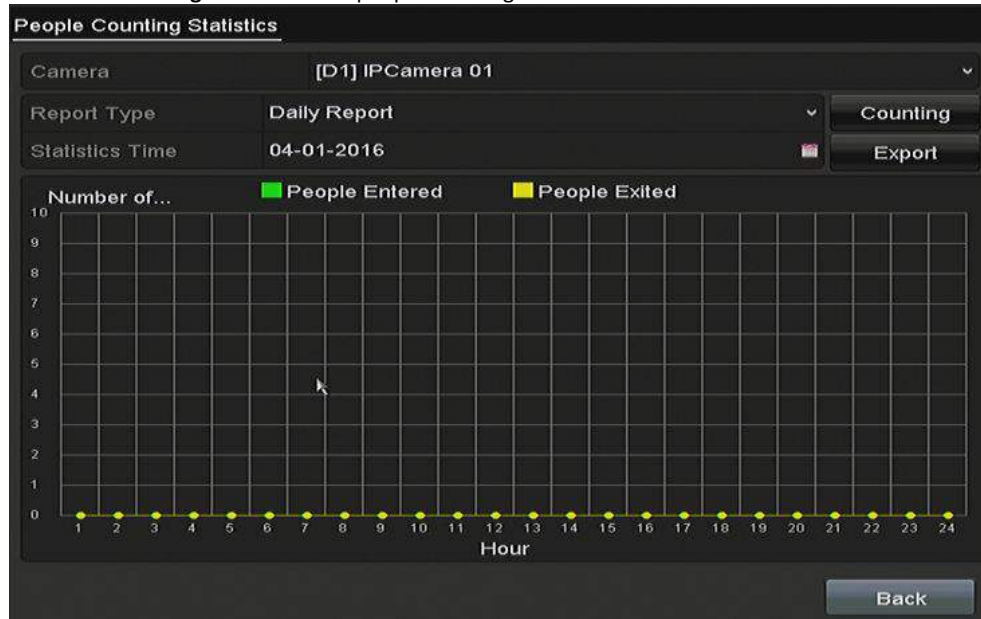 People Counting Statistics
Camera [D1] IPCamera 01
Report Type Daily Report Counting
Statistics Time 04-01-2016 Export
Number of... People Entered People Exited
10
9
8
7
6
5
4
3
2
1
0
1 2 3 4 5 6 7 8 9 10 11 12 13 14 15 16 17 18 19 20 21 22 23 24
Hour
Back